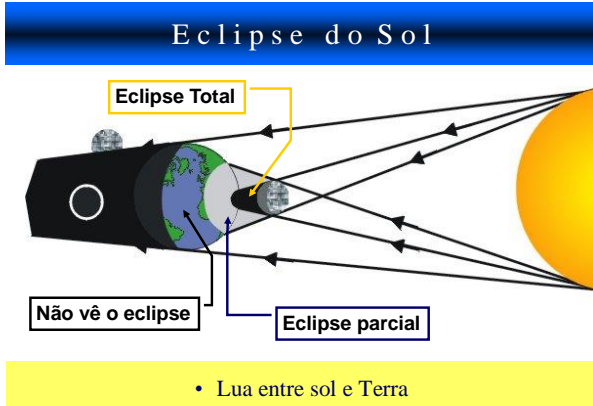 Eclipse do Sol
Eclipse Total
Não vê o eclipse
Eclipse parcial
• Lua entre sol e Terra